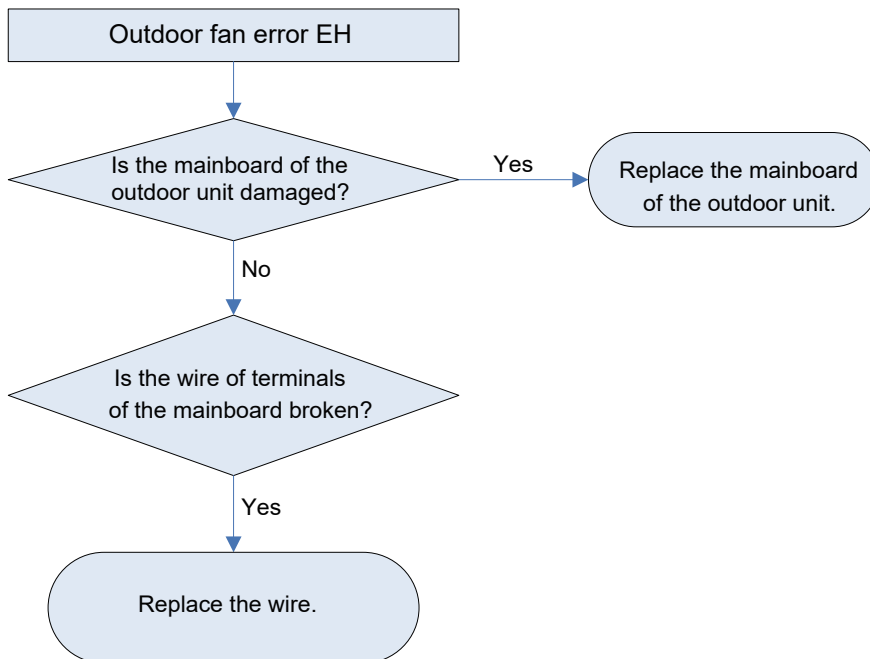 Outdoor fan error EH
Is the mainboard of the
outdoor unit damaged?
Yes
Replace the mainboard
of the outdoor unit.
No
Is the wire of terminals
of the mainboard broken?
Yes
Replace the wire.